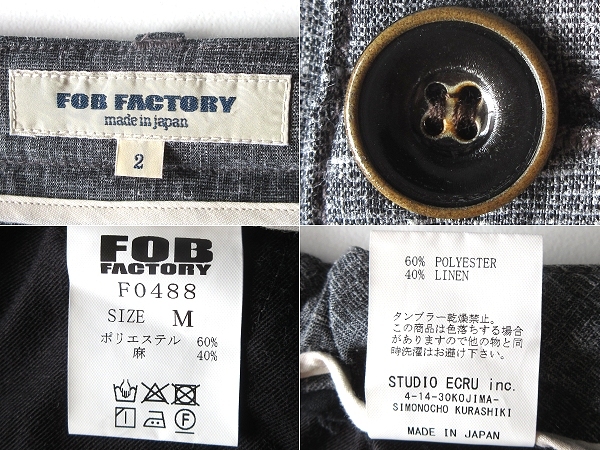 FOB FACTORY
made in japan
2
FOB
FACTORY
F0488
SIZE M
ポリエステル 60%
麻 40%
60% POLYESTER
40% LINEN
タンブラー乾燥禁止。
この商品は色落ちする場合
がありますので他の物と同
時洗濯はお避け下さい。
STUDIO ECRU inc.
4-14-30KOJIMA-
SIMONOCHO KURASHIKI
MADE IN JAPAN